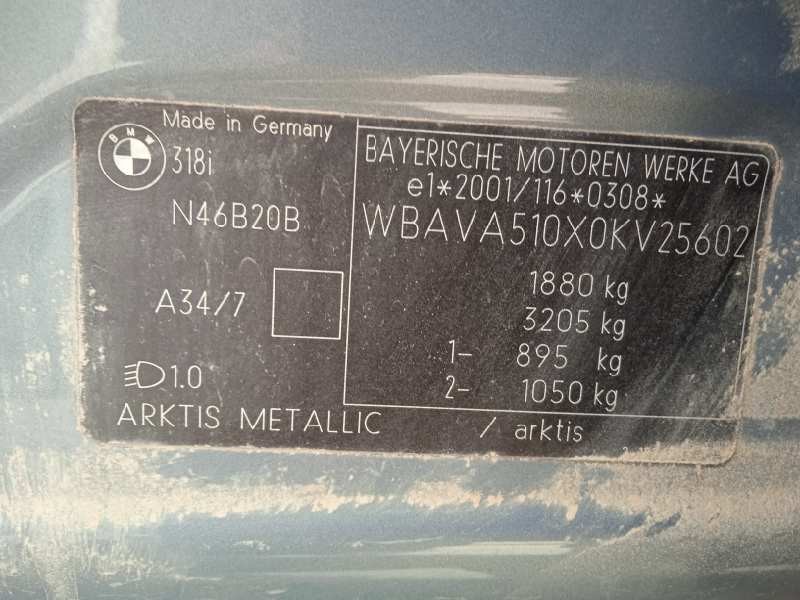 Made in Germany
BMW
318i
N46B20B
A34/7
1.0
ARKTIS METALLIC / arktis
BAYERISCHE MOTOREN WERKE AG
e1*2001/116*0308*
WBAVA510X0KV25602
1880 kg
3205 kg
1- 895 kg
2- 1050 kg